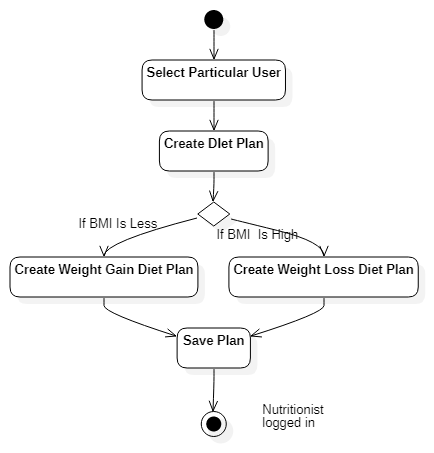 Select Particular User
Create DIet Plan
If BMI Is Less
If BMI Is High
Create Weight Gain Diet Plan
Create Weight Loss Diet Plan
Save Plan
Nutritionist
logged in